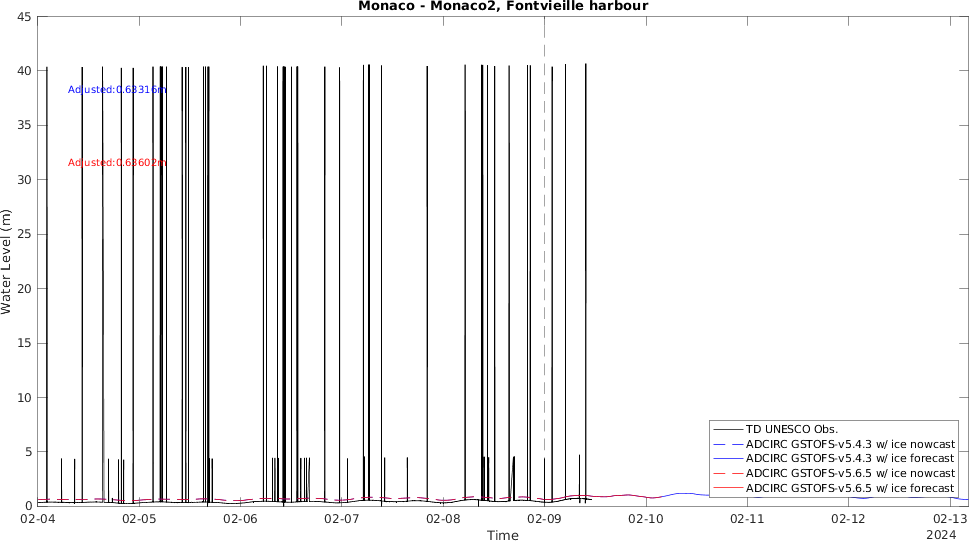 Monaco - Monaco2, Fontvieille harbour
Water Level (m)
45
40
35
30
25
20
15
10
5
0
Adjusted:0.63316m
Adjusted:0.63602m
TD UNESCO Obs.
ADCIRC GSTOFS-v5.4.3 w/ ice nowcast
ADCIRC GSTOFS-v5.4.3 w/ ice forecast
ADCIRC GSTOFS-v5.6.5 w/ ice nowcast
ADCIRC GSTOFS-v5.6.5 w/ ice forecast
02-04 02-05 02-06 02-07 02-08 02-09 02-10 02-11 02-12 02-13
Time
2024